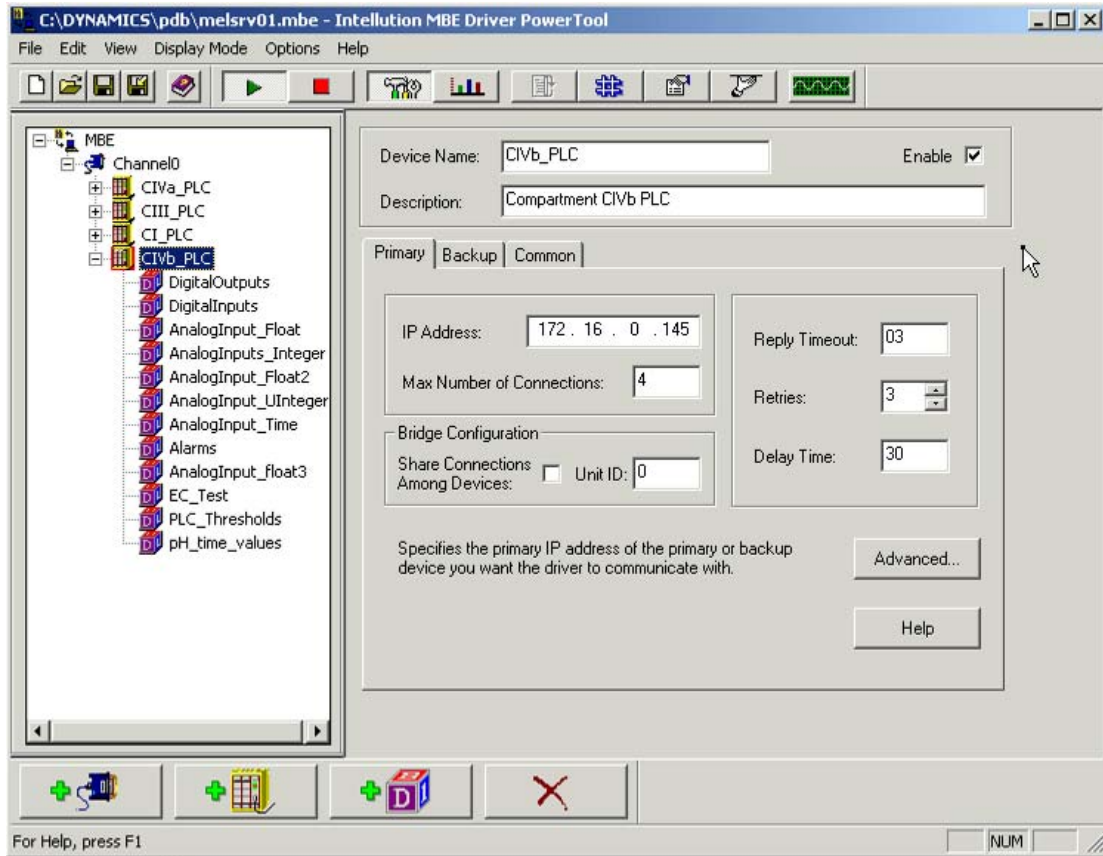 C:\DYNAMICS\pdb\melsrv01.mbe - Intellution MBE Driver PowerTool
File Edit View Display Mode Options Help
MBE
Channel0
CIVa_PLC
CIII_PLC
CI_PLC
CIVb_PLC
DigitalOutputs
DigitalInputs
AnalogInput_Float
AnalogInputs_Integer
AnalogInput_Float2
AnalogInput_UInteger
AnalogInput_Time
Alarms
AnalogInput_float3
EC_Test
PLC_Thresholds
pH_time_values
Device Name: CIVb_PLC Enable
Description: Compartment CIVb PLC
Primary Backup Common
IP Address: 172 . 16 . 0 .145
Max Number of Connections: 4
Bridge Configuration
Share Connections
Among Devices:
Unit ID: 0
Reply Timeout: 03
Retries: 3
Delay Time: 30
Specifies the primary IP address of the primary or backup
device you want the driver to communicate with.
Advanced...
Help
D
For Help, press F1
NUM